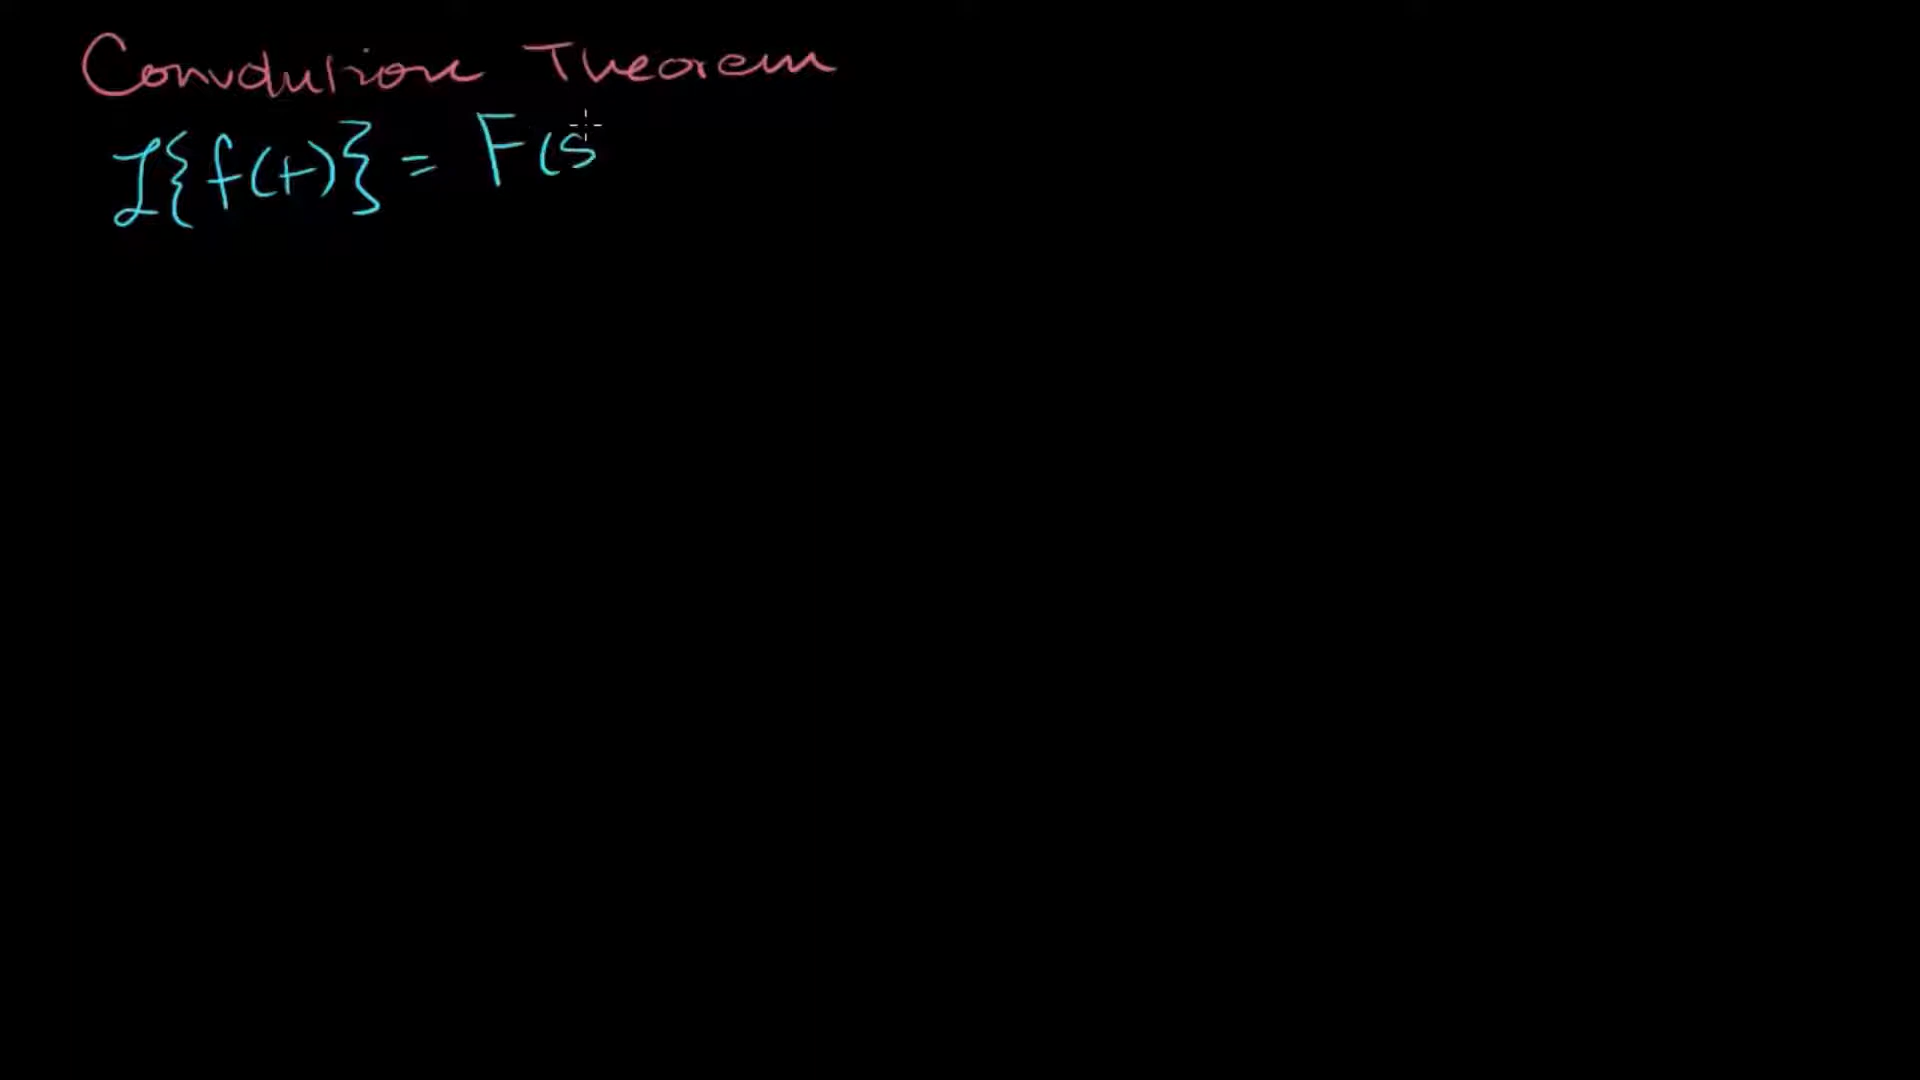 Convolution Theorem
ℒ{f(t)} = F(s